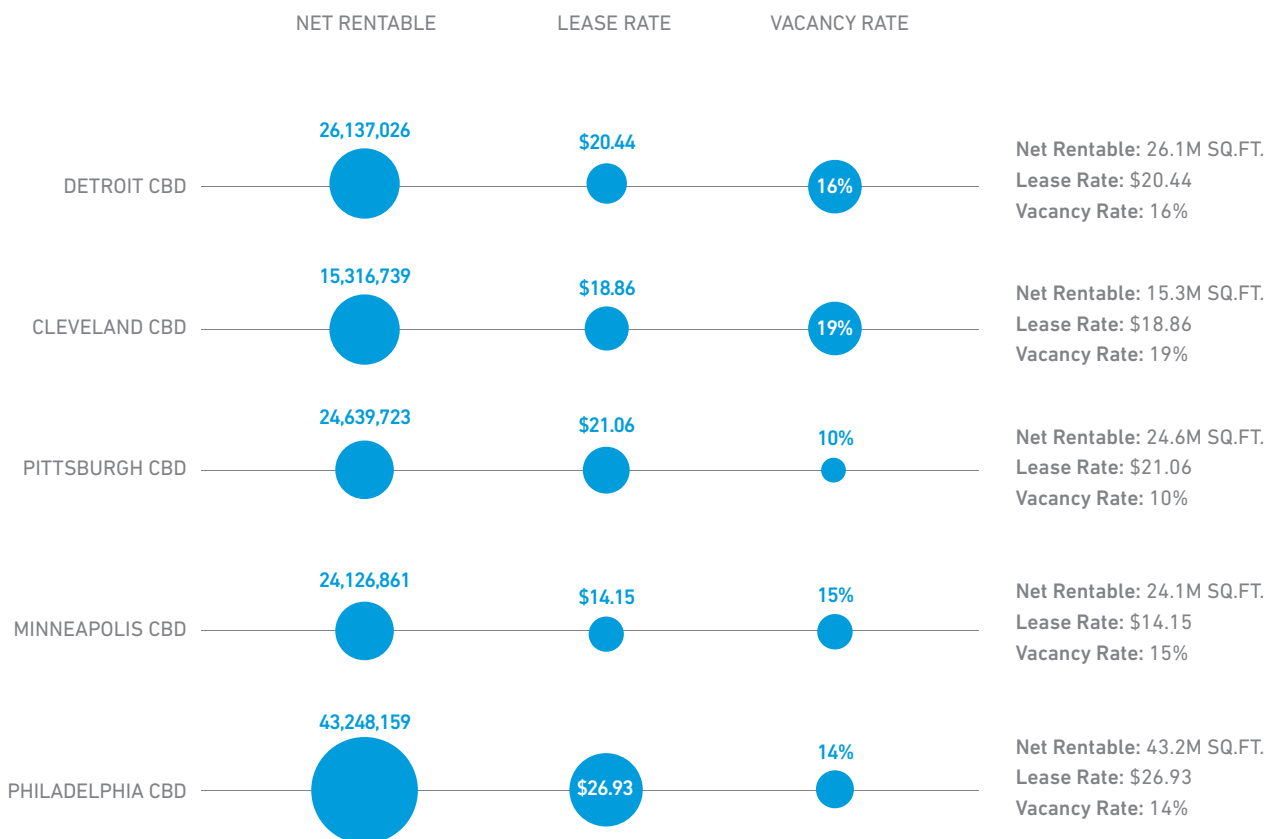 NET RENTABLE LEASE RATE VACANCY RATE
26,137,026 $20.44
DETROIT CBD 16%
Net Rentable: 26.1M SQ.FT.
Lease Rate: $20.44
Vacancy Rate: 16%
15,316,739 $18.86
CLEVELAND CBD 19%
Net Rentable: 15.3M SQ.FT.
Lease Rate: $18.86
Vacancy Rate: 19%
24,639,723 $21.06 10%
PITTSBURGH CBD
Net Rentable: 24.6M SQ.FT.
Lease Rate: $21.06
Vacancy Rate: 10%
24,126,861 $14.15 15%
MINNEAPOLIS CBD
Net Rentable: 24.1M SQ.FT.
Lease Rate: $14.15
Vacancy Rate: 15%
43,248,159 14%
PHILADELPHIA CBD $26.93
Net Rentable: 43.2M SQ.FT.
Lease Rate: $26.93
Vacancy Rate: 14%